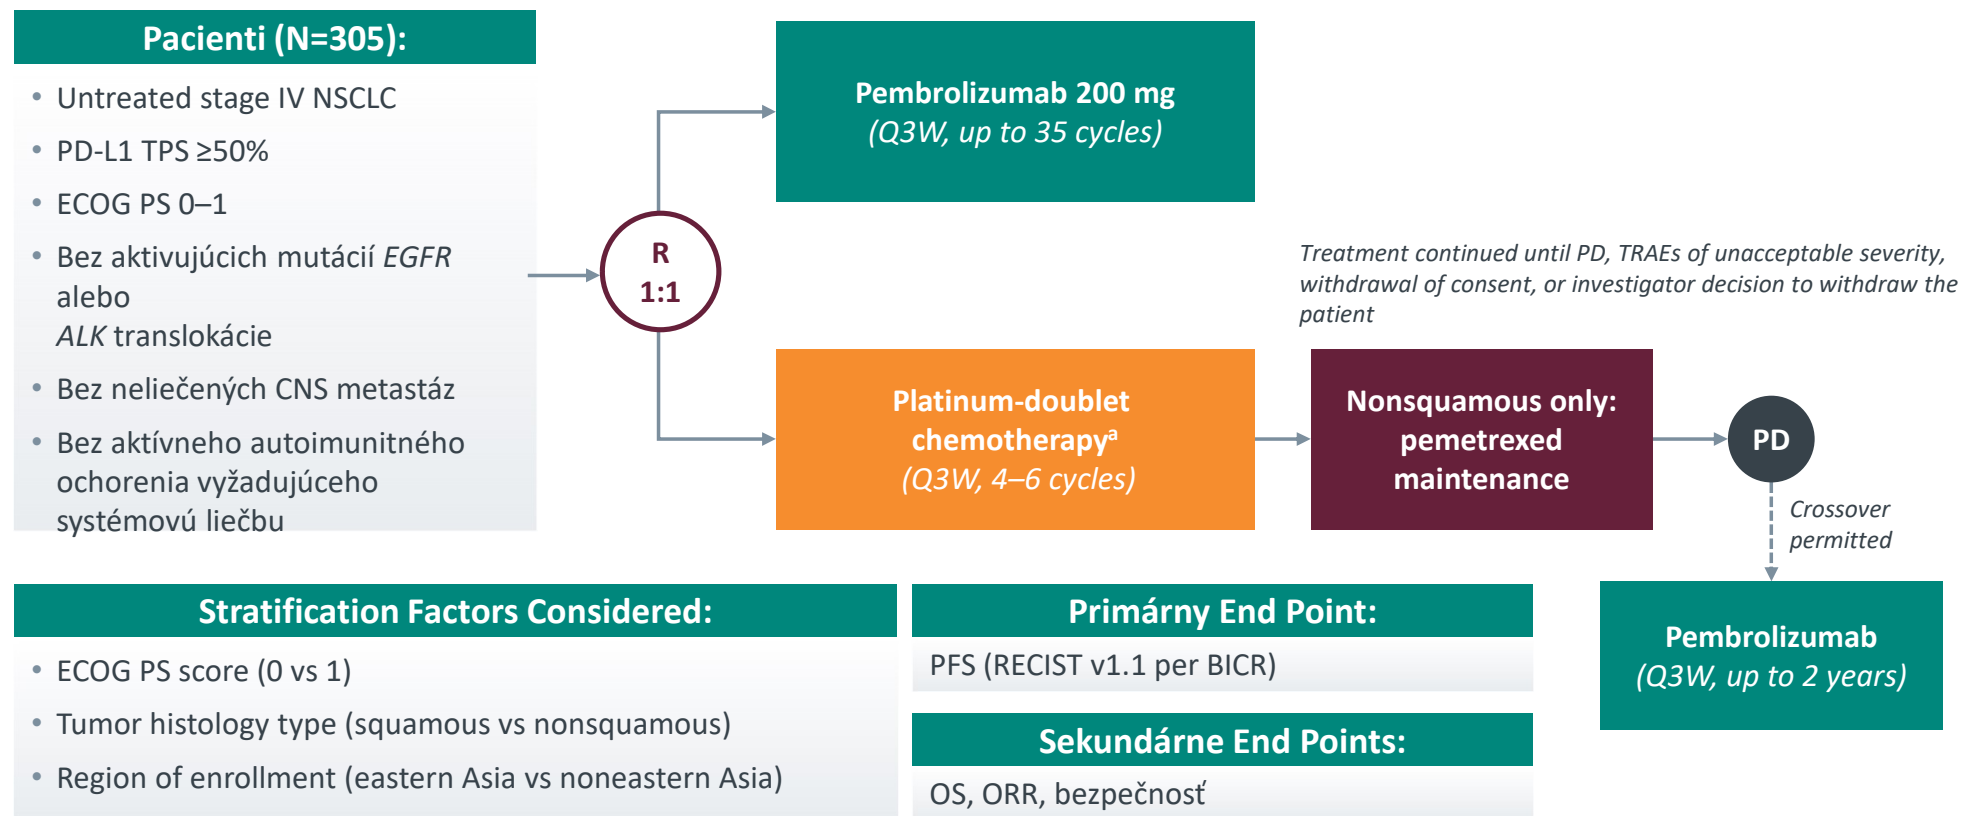 Pacienti (N=305):
• Untreated stage IV NSCLC
• PD-L1 TPS ≥50%
• ECOG PS 0–1
• Bez aktivujúcich mutácií EGFR
alebo
ALK translokácie
• Bez neliečených CNS metastáz
• Bez aktívneho autoimunitného
ochorenia vyžadujúceho
systémovú liečbu
R
1:1
Pembrolizumab 200 mg
(Q3W, up to 35 cycles)
Treatment continued until PD, TRAEs of unacceptable severity,
withdrawal of consent, or investigator decision to withdraw the
patient
Platinum-doublet
chemotherapyᵃ
(Q3W, 4–6 cycles)
Nonsquamous only:
pemetrexed
maintenance
PD
Crossover
permitted
Pembrolizumab
(Q3W, up to 2 years)
Stratification Factors Considered:
• ECOG PS score (0 vs 1)
• Tumor histology type (squamous vs nonsquamous)
• Region of enrollment (eastern Asia vs noneastern Asia)
Primárny End Point:
PFS (RECIST v1.1 per BICR)
Sekundárne End Points:
OS, ORR, bezpečnosť